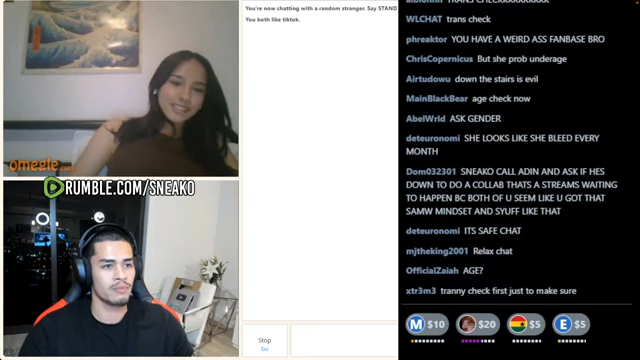 You're now chatting with a random stranger. Say STAND
You both like tiktok.
omegle.com
RUMBLE.COM/SNEAKO
Stop
Esc
WLCHAT trans check
phreaktor YOU HAVE A WEIRD ASS FANBASE BRO
ChrisCopernicus But she prob underage
Airtudowu down the stairs is evil
MainBlackBear age check now
AbelWrld ASK GENDER
deteuronomi SHE LOOKS LIKE SHE BLEED EVERY
MONTH
Dom032301 SNEAKO CALL ADIN AND ASK IF HES
DOWN TO DO A COLLAB THATS A STREAMS WAITING
TO HAPPEN BC BOTH OF U SEEM LIKE U GOT THAT
SAMW MINDSET AND SYUFF LIKE THAT
deteuronomi ITS SAFE CHAT
mjtheking2001 Relax chat
OfficialZaiah AGE?
xtr3m3 tranny check first just to make sure
M $10
$20
$5
E $5